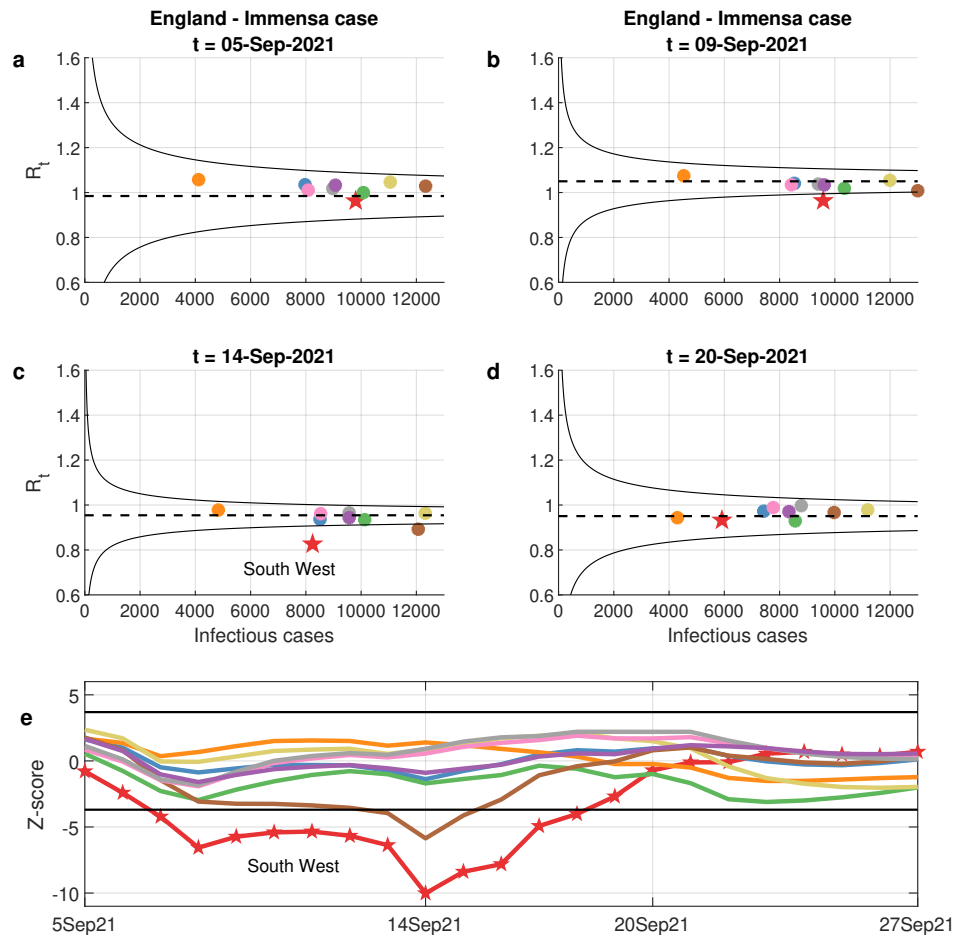 England - Immensa case
t = 05-Sep-2021
England - Immensa case
t = 09-Sep-2021
a
1.6
1.4
1.2
1
0.8
0.6
R_t
0 2000 4000 6000 8000 10000 12000
b
1.6
1.4
1.2
1
0.8
0.6
0 2000 4000 6000 8000 10000 12000
t = 14-Sep-2021
t = 20-Sep-2021
c
1.6
1.4
1.2
1
0.8
0.6
R_t
South West
0 2000 4000 6000 8000 10000 12000
Infectious cases
d
1.6
1.4
1.2
1
0.8
0.6
0 2000 4000 6000 8000 10000 12000
Infectious cases
e
5
0
-5
-10
Z-score
South West
5Sep21 14Sep21 20Sep21 27Sep21